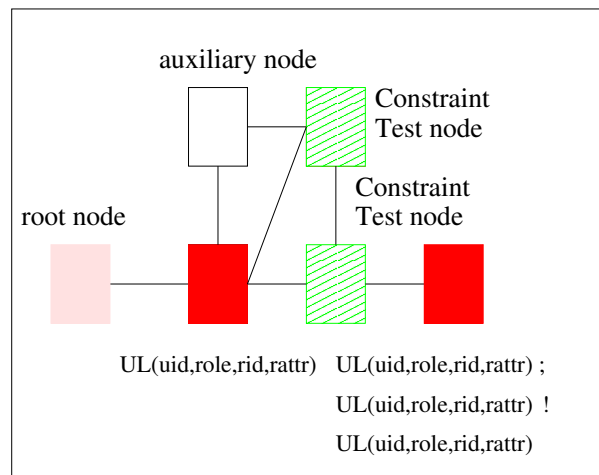 auxiliary node
Constraint
Test node
Constraint
Test node
root node
UL(uid,role,rid,rattr)
UL(uid,role,rid,rattr) ;
UL(uid,role,rid,rattr) !
UL(uid,role,rid,rattr)